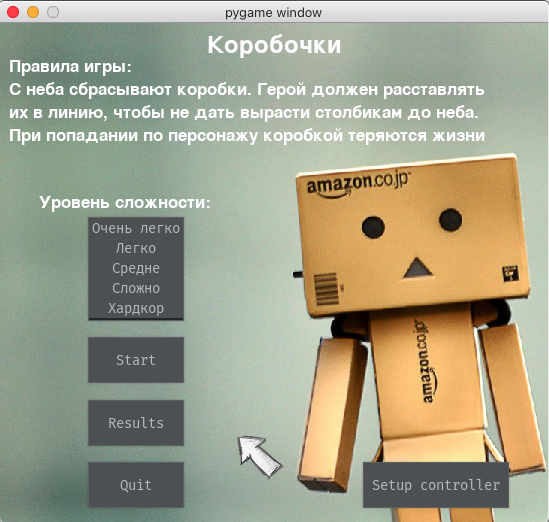 pygame window
Коробочки
Правила игры:
С неба сбрасывают коробки. Герой должен расставлять
их в линию, чтобы не дать вырасти столбикам до неба.
При попадании по персонажу коробкой теряются жизни
amazon.co.jp
Уровень сложности:
Очень легко
Легко
Средне
Сложно
Хардкор
amazon.co.jp
Start
Results
Quit
Setup controller